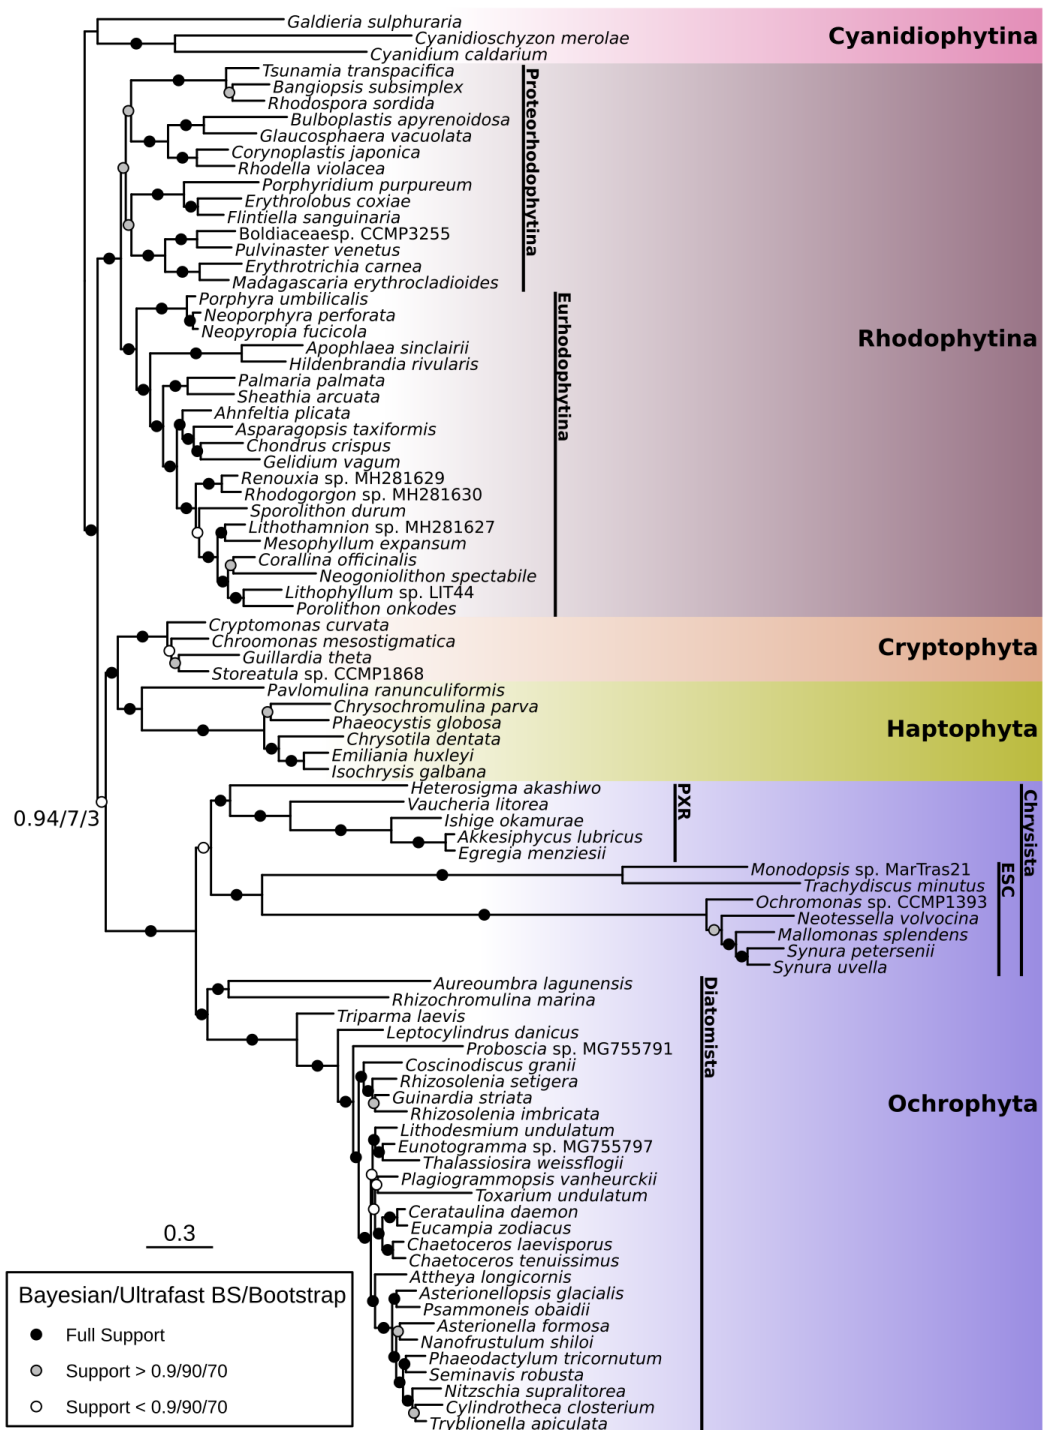 Galdieria sulphuraria
Cyanidioschyzon merolae
Cyanidium caldarium
Cyanidiophytina
Tsunamia transpacifica
Bangiopsis subsimplex
Rhodospora sordida
Bulboplastis apyrenoidosa
Glaucosphaera vacuolata
Corynoplastis japonica
Rhodella violacea
Porphyridium purpureum
Erythrolobus coxiae
Flintiella sanguinaria
Boldiaceaesp. CCMP3255
Pulvinaster venetus
Erythrotrichia carnea
Madagascaria erythrocladioides
Proteorhodophytina
Porphyra umbilicalis
Neoporphyra perforata
Neopyropia fucicola
Apophlaea sinclairii
Hildenbrandia rivularis
Palmaria palmata
Sheathia arcuata
Ahnfeltia plicata
Asparagopsis taxiformis
Chondrus crispus
Gelidium vagum
Renouxia sp. MH281629
Rhodogorgon sp. MH281630
Sporolithon durum
Lithothamnion sp. MH281627
Mesophyllum expansum
Corallina officinalis
Neogoniolithon spectabile
Lithophyllum sp. LIT44
Porolithon onkodes
Eurhodophytina
Rhodophytina
Cryptomonas curvata
Chroomonas mesostigmatica
Guillardia theta
Storeatula sp. CCMP1868
Cryptophyta
Pavlomulina ranunculiformis
Chrysochromulina parva
Phaeocystis globosa
Chrysotila dentata
Emiliania huxleyi
Isochrysis galbana
Haptophyta
0.94/7/3
Heterosigma akashiwo
Vaucheria litorea
Ishige okamurae
Akkesiphycus lubricus
Egregia menziesii
PXR
Monodopsis sp. MarTras21
Trachydiscus minutus
Ochromonas sp. CCMP1393
Neotessella volvocina
Mallomonas splendens
Synura petersenii
Synura uvella
ESC
Chrysista
Aureoumbra lagunensis
Rhizochromulina marina
Triparma laevis
Leptocylindrus danicus
Proboscia sp. MG755791
Coscinodiscus granii
Rhizosolenia setigera
Guinardia striata
Rhizosolenia imbricata
Lithodesmium undulatum
Eunotogramma sp. MG755797
Thalassiosira weissflogii
Plagiogrammopsis vanheurckii
Toxarium undulatum
Cerataulina daemon
Eucampia zodiacus
Chaetoceros laevisporus
Chaetoceros tenuissimus
Attheya longicornis
Asterionellopsis glacialis
Psammoneis obaidii
Asterionella formosa
Nanofrustulum shiloi
Phaeodactylum tricornutum
Seminavis robusta
Nitzschia supralitorea
Cylindrotheca closterium
Tryblionella apiculata
Diatomista
Ochrophyta
0.3
Bayesian/Ultrafast BS/Bootstrap
Full Support
Support > 0.9/90/70
Support < 0.9/90/70